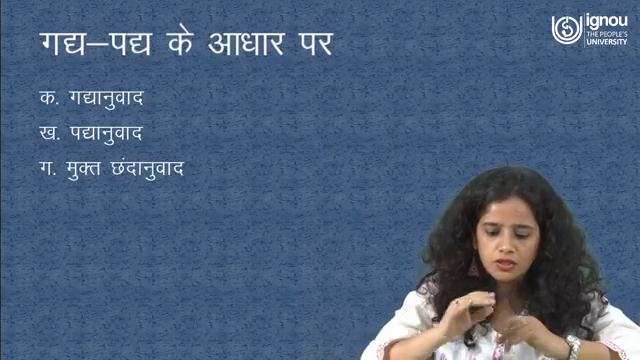 गद्य–पद्य के आधार पर
क. गद्यानुवाद
ख. पद्यानुवाद
ग. मुक्त छंदानुवाद
ignou
THE PEOPLE'S
UNIVERSITY